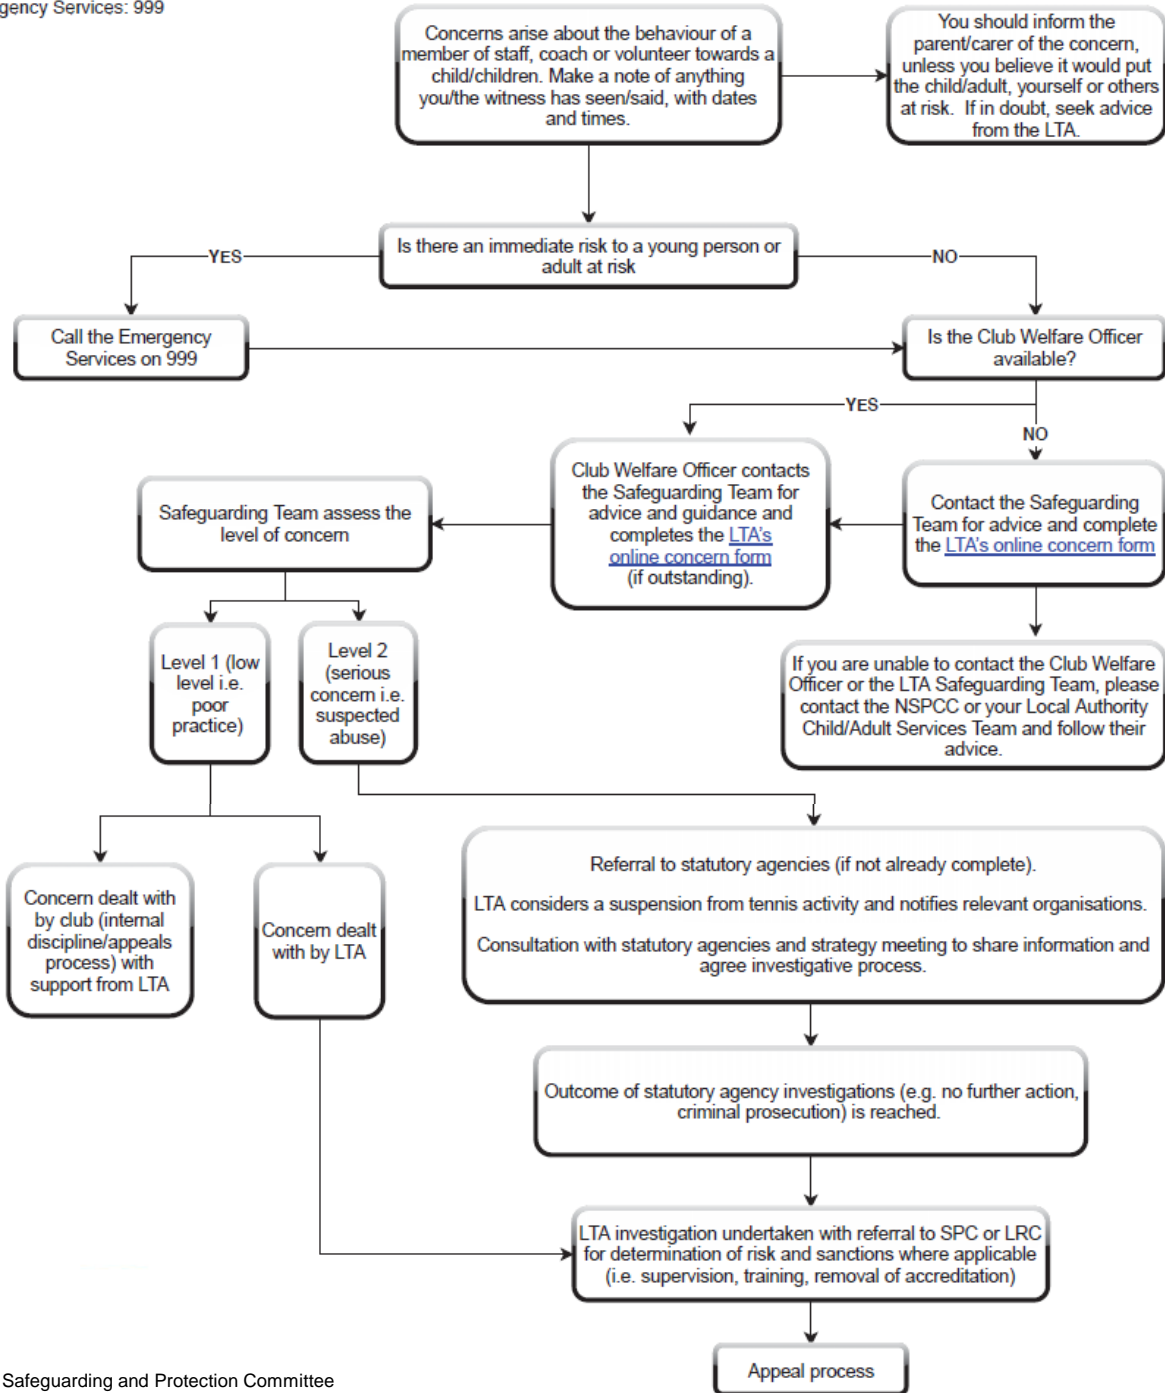 gency Services: 999
Concerns arise about the behaviour of a
member of staff, coach or volunteer towards a
child/children. Make a note of anything
you/the witness has seen/said, with dates
and times.
You should inform the
parent/carer of the concern,
unless you believe it would put
the child/adult, yourself or others
at risk. If in doubt, seek advice
from the LTA.
Is there an immediate risk to a young person or
adult at risk
YES
NO
Call the Emergency
Services on 999
Is the Club Welfare Officer
available?
YES
NO
Club Welfare Officer contacts
the Safeguarding Team for
advice and guidance and
completes the LTA's
online concern form
(if outstanding).
Contact the Safeguarding
Team for advice and complete
the LTA's online concern form
Safeguarding Team assess the
level of concern
Level 1 (low
level i.e.
poor
practice)
Level 2
(serious
concern i.e.
suspected
abuse)
If you are unable to contact the Club Welfare
Officer or the LTA Safeguarding Team, please
contact the NSPCC or your Local Authority
Child/Adult Services Team and follow their
advice.
Concern dealt with
by club (internal
discipline/appeals
process) with
support from LTA
Concern dealt
with by LTA
Referral to statutory agencies (if not already complete).
LTA considers a suspension from tennis activity and notifies relevant organisations.
Consultation with statutory agencies and strategy meeting to share information and
agree investigative process.
Outcome of statutory agency investigations (e.g. no further action,
criminal prosecution) is reached.
LTA investigation undertaken with referral to SPC or LRC
for determination of risk and sanctions where applicable
(i.e. supervision, training, removal of accreditation)
Appeal process
Safeguarding and Protection Committee